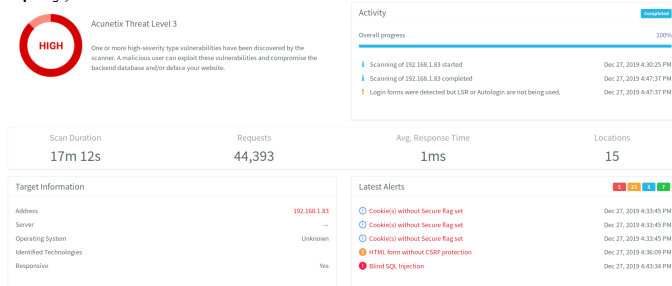 Acunetix Threat Level 3
HIGH
One or more high-severity type vulnerabilities have been discovered by the
scanner. A malicious user can exploit these vulnerabilities and compromise the
backend database and/or deface your website.
Activity
Completed
Overall progress
100%
Scanning of 192.168.1.83 started
Dec 27, 2019 4:30:25 PM
Scanning of 192.168.1.83 completed
Dec 27, 2019 4:47:37 PM
Login forms were detected but LSR or Autologin are not being used.
Dec 27, 2019 4:47:37 PM
Scan Duration
17m 12s
Requests
44,393
Avg. Response Time
1ms
Locations
15
Target Information
Address
192.168.1.83
Server
—
Operating System
Unknown
Identified Technologies
Responsive
Yes
Latest Alerts
5
7
Cookie(s) without Secure flag set
Dec 27, 2019 4:33:45 PM
Cookie(s) without Secure flag set
Dec 27, 2019 4:33:45 PM
Cookie(s) without Secure flag set
Dec 27, 2019 4:33:45 PM
HTML form without CSRF protection
Dec 27, 2019 4:36:09 PM
Blind SQL Injection
Dec 27, 2019 4:43:34 PM